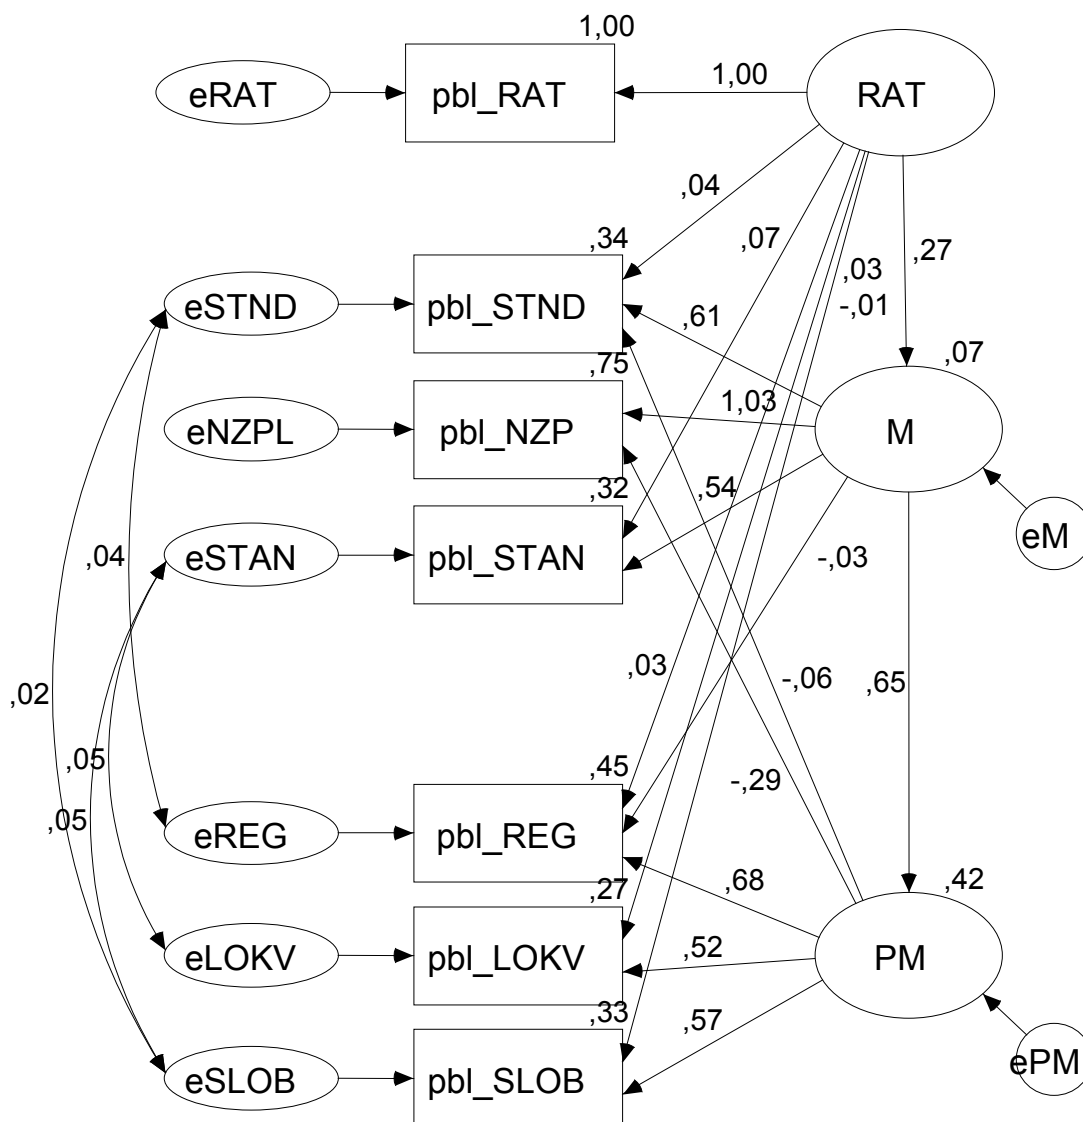 1,00
eRAT pbl_RAT 1,00 RAT
,04
,07
,34
,03
,27
-,01
eSTND pbl_STND
,61
,07
,75
1,03
eNZPL pbl_NZP M
,32
,54
eSTAN pbl_STAN
,04
-,03
eM
,03
-,06
,65
,02
,05
,45
-,29
,05
eREG pbl_REG
,27
,68
,42
eLOKV pbl_LOKV
,52
PM
,33
,57
eSLOB pbl_SLOB
ePM